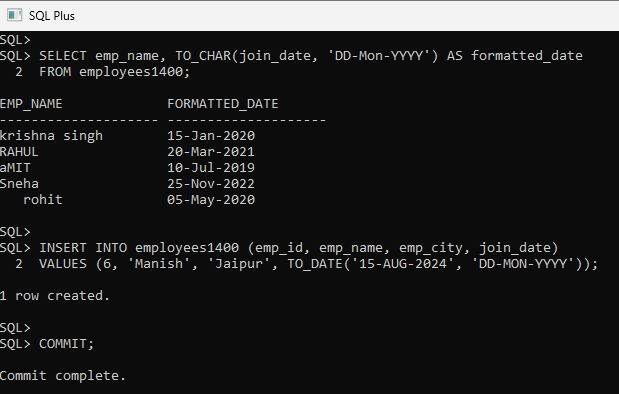 SQL Plus
SQL>
SQL> SELECT emp_name, TO_CHAR(join_date, 'DD-Mon-YYYY') AS formatted_date
  2  FROM employees1400;
EMP_NAME             FORMATTED_DATE
-------------------- --------------------
krishna singh        15-Jan-2020
RAHUL                20-Mar-2021
aMIT                 10-Jul-2019
Sneha                25-Nov-2022
   rohit             05-May-2020
SQL>
SQL> INSERT INTO employees1400 (emp_id, emp_name, emp_city, join_date)
  2  VALUES (6, 'Manish', 'Jaipur', TO_DATE('15-AUG-2024', 'DD-MON-YYYY'));
1 row created.
SQL>
SQL> COMMIT;
Commit complete.